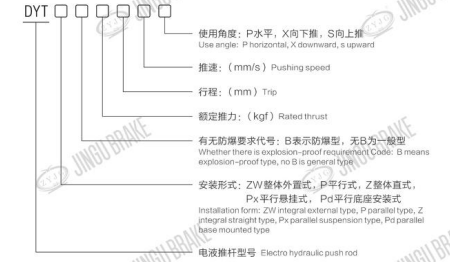 DYT □ □ □ □ □ □
使用角度：P水平，X向下推，S向上推
Use angle: P horizontal, X downward, s upward
推速：（mm/s）Pushing speed
行程：（mm）Trip
额定推力：（kgf）Rated thrust
有无防爆要求代号：B表示防爆型，无B为一般型
Whether there is explosion-proof requirement Code: B means
explosion-proof type, no B is general type
安装形式：ZW整体外置式，P平行式，Z整体直式，
Px平行悬挂式， Pd平行底座安装式
Installation form: ZW integral external type, P parallel type, Z
integral straight type, Px parallel suspension type, Pd parallel
base mounted type
电液推杆型号 Electro hydraulic push rod
JINGU BRAKE
JINGU BRAKE
JINGU BRAKE